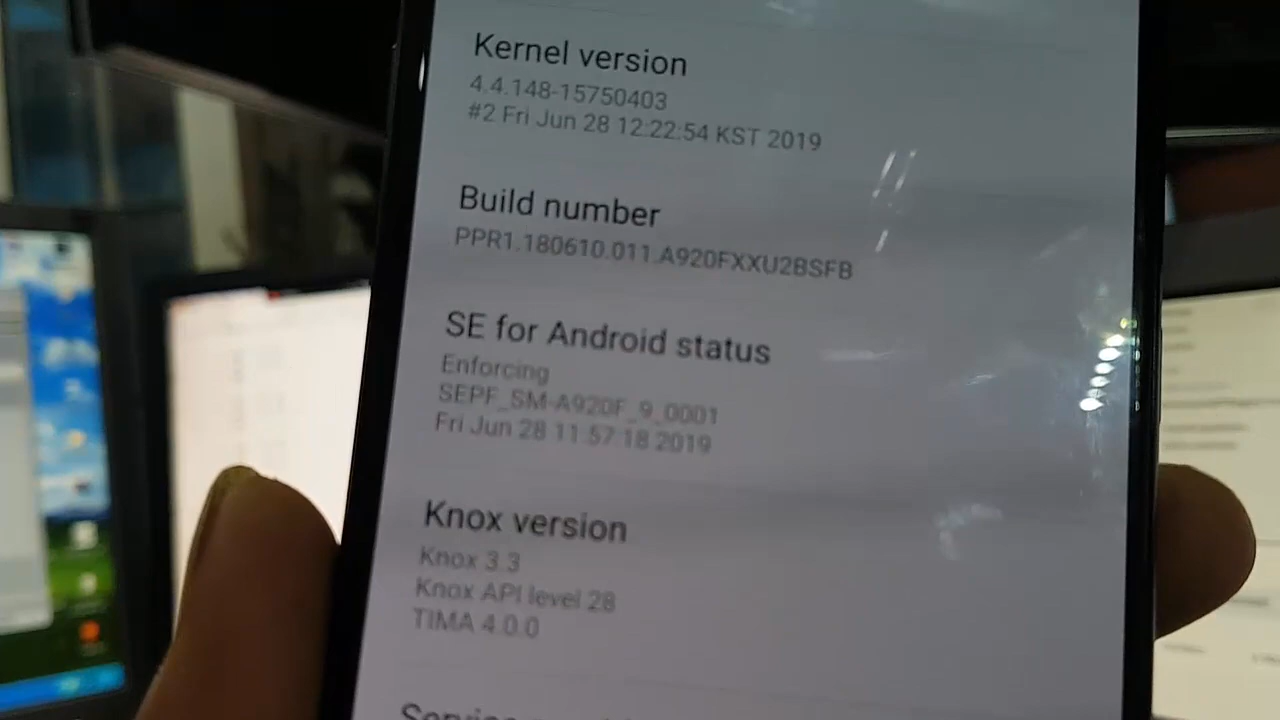 Kernel version
4.4.148-15750403
#2 Fri Jun 28 12:22:54 KST 2019
Build number
PPR1.180610.011.A920FXXU2BSFB
SE for Android status
Enforcing
SEPF_SM-A920F_9_0001
Fri Jun 28 11:57:18 2019
Knox version
Knox 3.3
Knox API level 28
TIMA 4.0.0